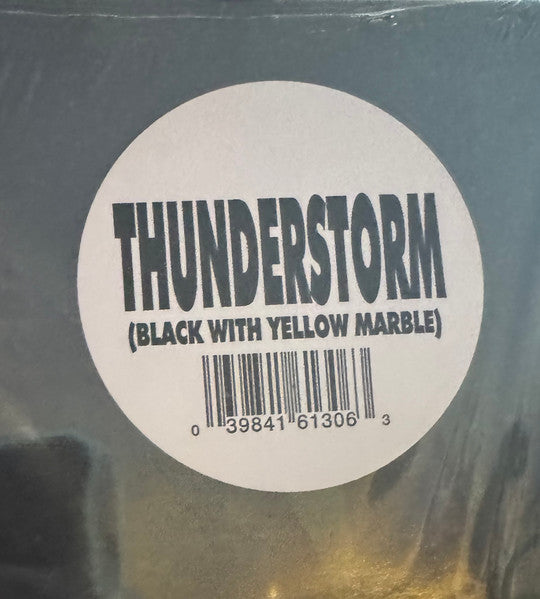 THUNDERSTORM
(BLACK WITH YELLOW MARBLE)
0 39841 61306 3